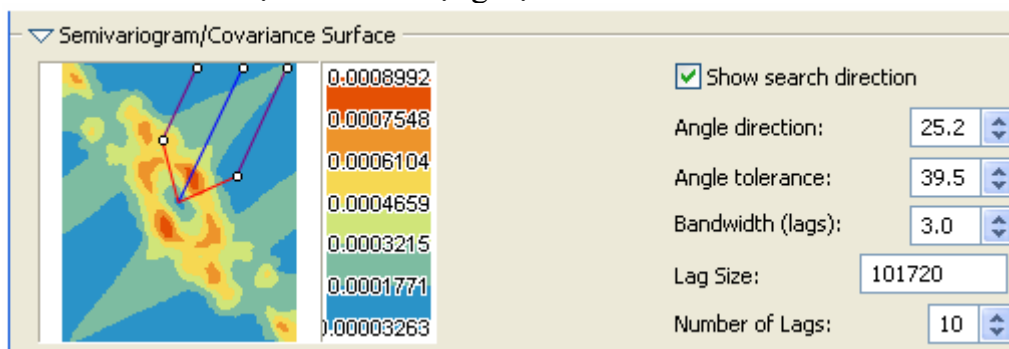 Semivariogram/Covariance Surface
0.0008992
0.0007548
0.0006104
0.0004659
0.0003215
0.0001771
0.00003263
Show search direction
Angle direction: 25.2
Angle tolerance: 39.5
Bandwidth (lags): 3.0
Lag Size: 101720
Number of Lags: 10